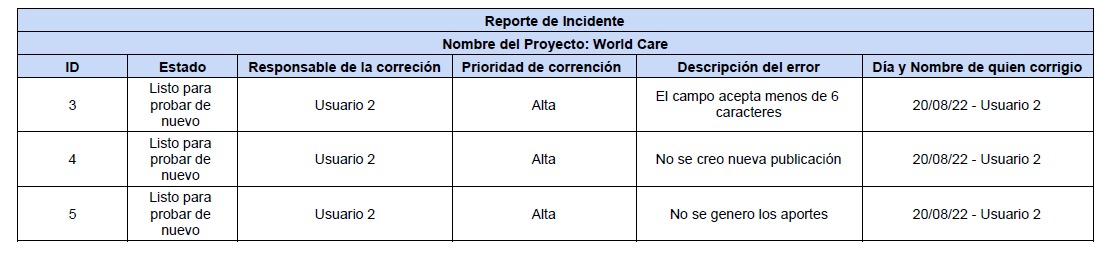 Reporte de Incidente
Nombre del Proyecto: World Care
ID Estado Responsable de la correción Prioridad de corrención Descripción del error Día y Nombre de quien corrigio
3
Listo para
probar de
nuevo
Usuario 2
Alta
El campo acepta menos de 6
caracteres
20/08/22 - Usuario 2
4
Listo para
probar de
nuevo
Usuario 2
Alta
No se creo nueva publicación
20/08/22 - Usuario 2
5
Listo para
probar de
nuevo
Usuario 2
Alta
No se genero los aportes
20/08/22 - Usuario 2